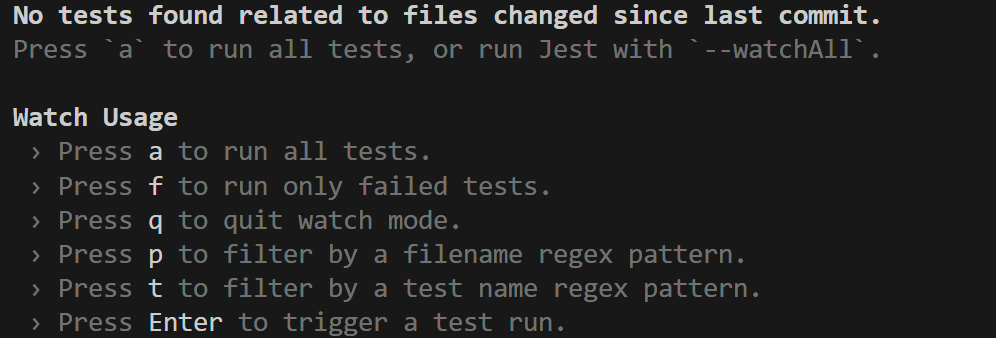 No tests found related to files changed since last commit.
Press `a` to run all tests, or run Jest with `--watchAll`.
Watch Usage
› Press a to run all tests.
› Press f to run only failed tests.
› Press q to quit watch mode.
› Press p to filter by a filename regex pattern.
› Press t to filter by a test name regex pattern.
› Press Enter to trigger a test run.